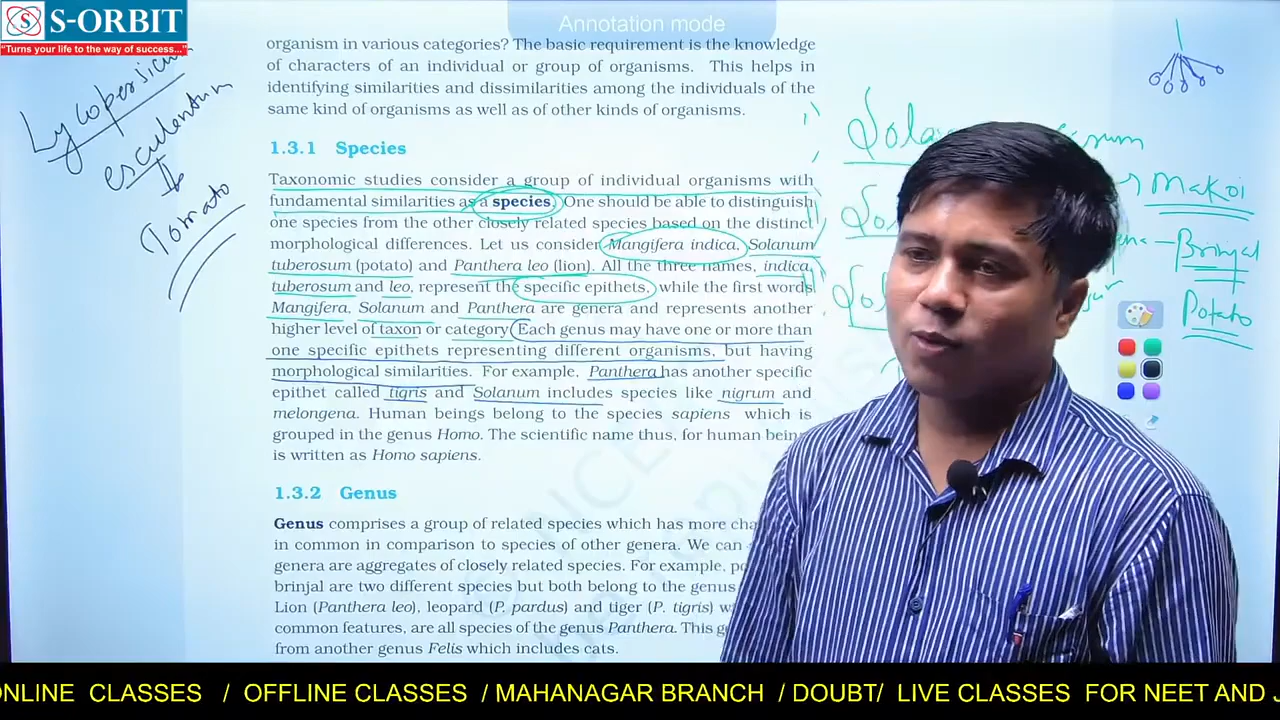 S-ORBIT
"Turns your life to the way of success..."
Annotation mode
organism in various categories? The basic requirement is the knowledge
of characters of an individual or group of organisms. This helps in
identifying similarities and dissimilarities among the individuals of the
same kind of organisms as well as of other kinds of organisms.
1.3.1 Species
Taxonomic studies consider a group of individual organisms with
fundamental similarities as a species. One should be able to distinguish
one species from the other closely related species based on the distinct
morphological differences. Let us consider Mangifera indica, Solanum
tuberosum (potato) and Panthera leo (lion). All the three names, indica,
tuberosum and leo, represent the specific epithets, while the first words
Mangifera, Solanum and Panthera are genera and represents another
higher level of taxon or category. Each genus may have one or more than
one specific epithets representing different organisms, but having
morphological similarities. For example, Panthera has another specific
epithet called tigris and Solanum includes species like nigrum and
melongena. Human beings belong to the species sapiens which is
grouped in the genus Homo. The scientific name thus, for human being
is written as Homo sapiens.
1.3.2 Genus
Genus comprises a group of related species which has more
in common in comparison to species of other genera. We can
genera are aggregates of closely related species. For example,
brinjal are two different species but both belong to the genus
Lion (Panthera leo), leopard (P. pardus) and tiger (P. tigris)
common features, are all species of the genus Panthera. This
from another genus Felis which includes cats.
esculentum
Tomato
Makoi
Brinjal
Potato
ONLINE CLASSES / OFFLINE CLASSES / MAHANAGAR BRANCH / DOUBT/ LIVE CLASSES FOR NEET AND J